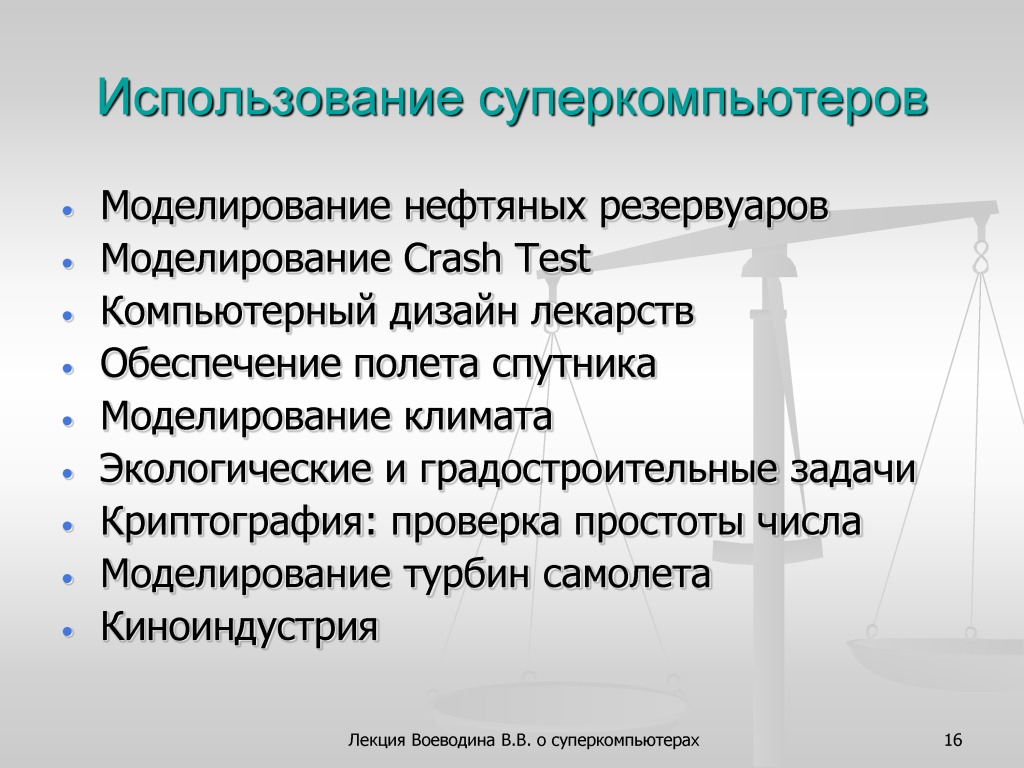 Использование суперкомпьютеров
• Моделирование нефтяных резервуаров
• Моделирование Crash Test
• Компьютерный дизайн лекарств
• Обеспечение полета спутника
• Моделирование климата
• Экологические и градостроительные задачи
• Криптография: проверка простоты числа
• Моделирование турбин самолета
• Киноиндустрия
Лекция Воеводина В.В. о суперкомпьютерах 16